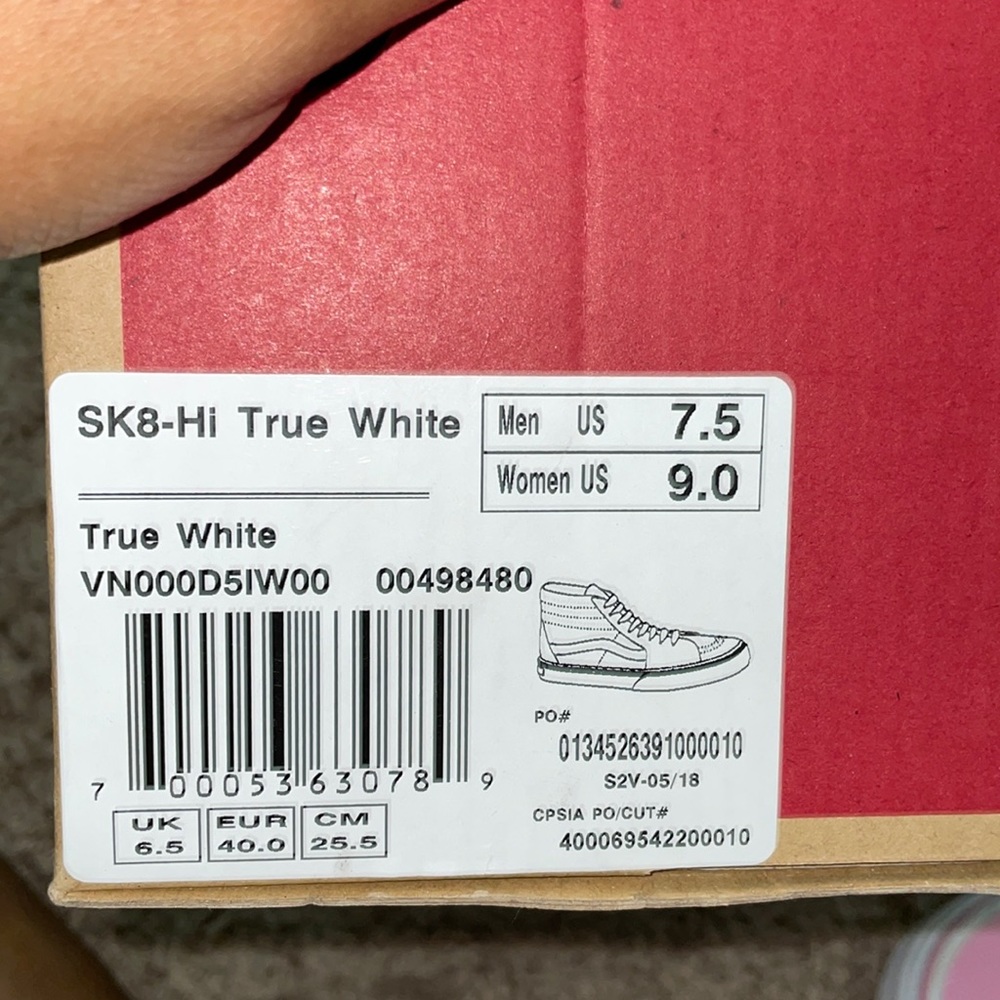 SK8-Hi True White
Men US 7.5
Women US 9.0
True White
VN000D5IW00 00498480
7 00053 63078 9
PO#
0134526391000010
S2V-05/18
CPSIA PO/CUT#
400069542200010
UK 6.5
EUR 40.0
CM 25.5